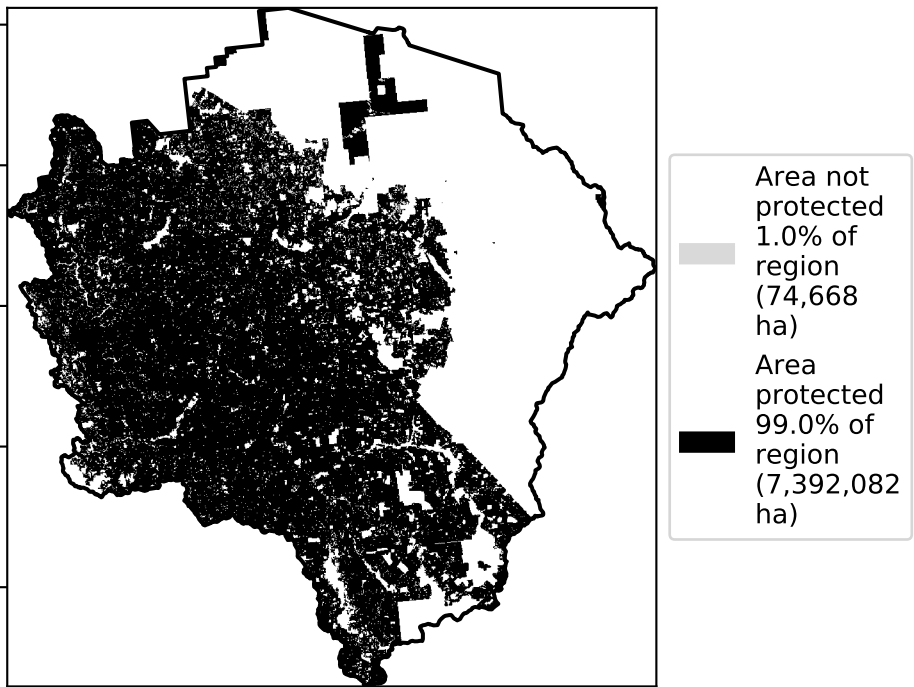 Area not
protected
1.0% of
region
(74,668
ha)
Area
protected
99.0% of
region
(7,392,082
ha)